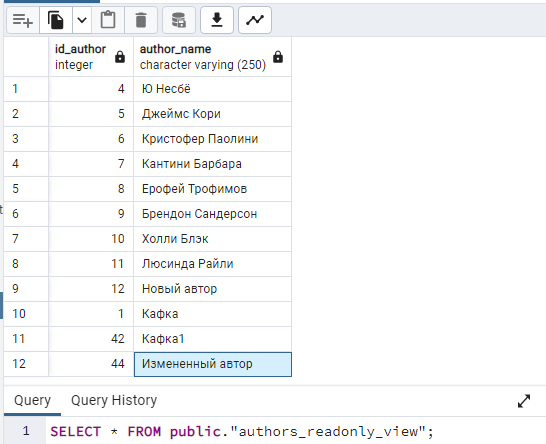 id_author author_name
integer character varying (250)
1 4 Ю Несбё
2 5 Джеймс Кори
3 6 Кристофер Паолини
4 7 Кантини Барбара
5 8 Ерофей Трофимов
6 9 Брендон Сандерсон
7 10 Холли Блэк
8 11 Люсинда Райли
9 12 Новый автор
10 1 Кафка
11 42 Кафка1
12 44 Измененный автор
Query Query History
1 SELECT * FROM public."authors_readonly_view";